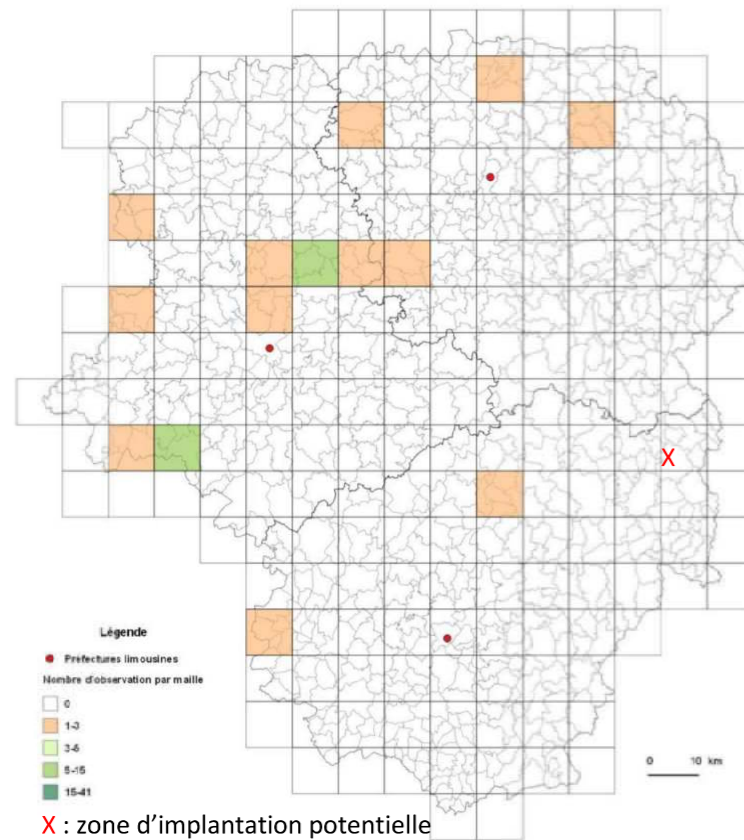 X
Légende
Préfectures limousines
Nombre d'observation par maille
0
1-3
3-5
5-15
15-41
0 10 km
X : zone d'implantation potentielle